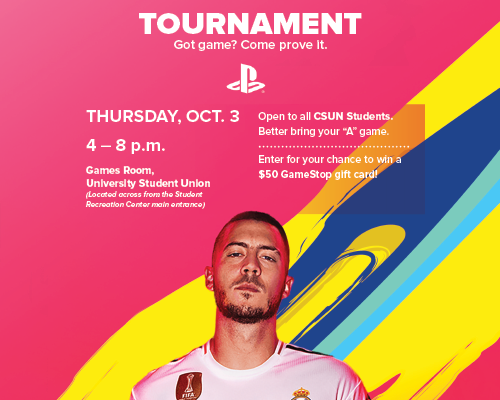 TOURNAMENT
Got game? Come prove It.
THURSDAY, OCT. 3
4 – 8 p.m.
Games Room,
University Student Union
(Located across from the Student
Recreation Center main entrance)
Open to all CSUN Students.
Better bring your “A” game.
Enter for your chance to win a
$50 GameStop gift card!
FIFA